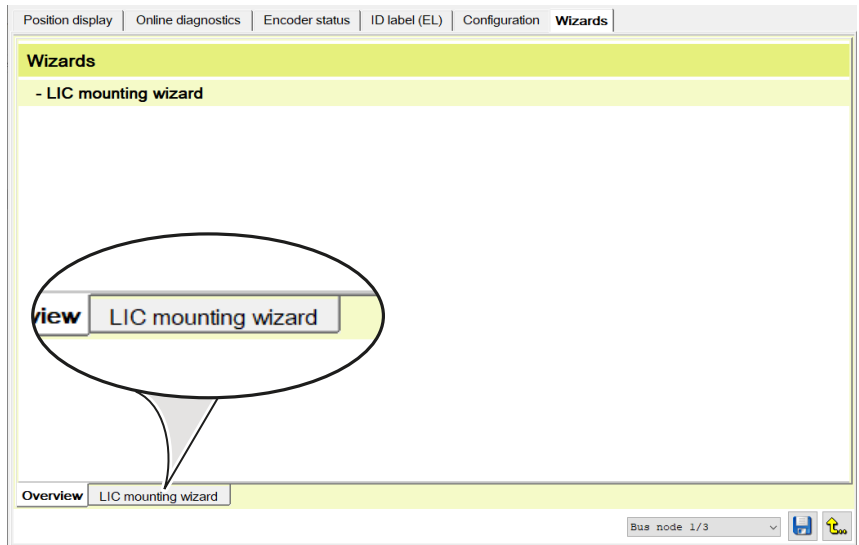 Position display Online diagnostics Encoder status ID label (EL) Configuration Wizards
Wizards
- LIC mounting wizard
view LIC mounting wizard
Overview LIC mounting wizard
Bus node 1/3